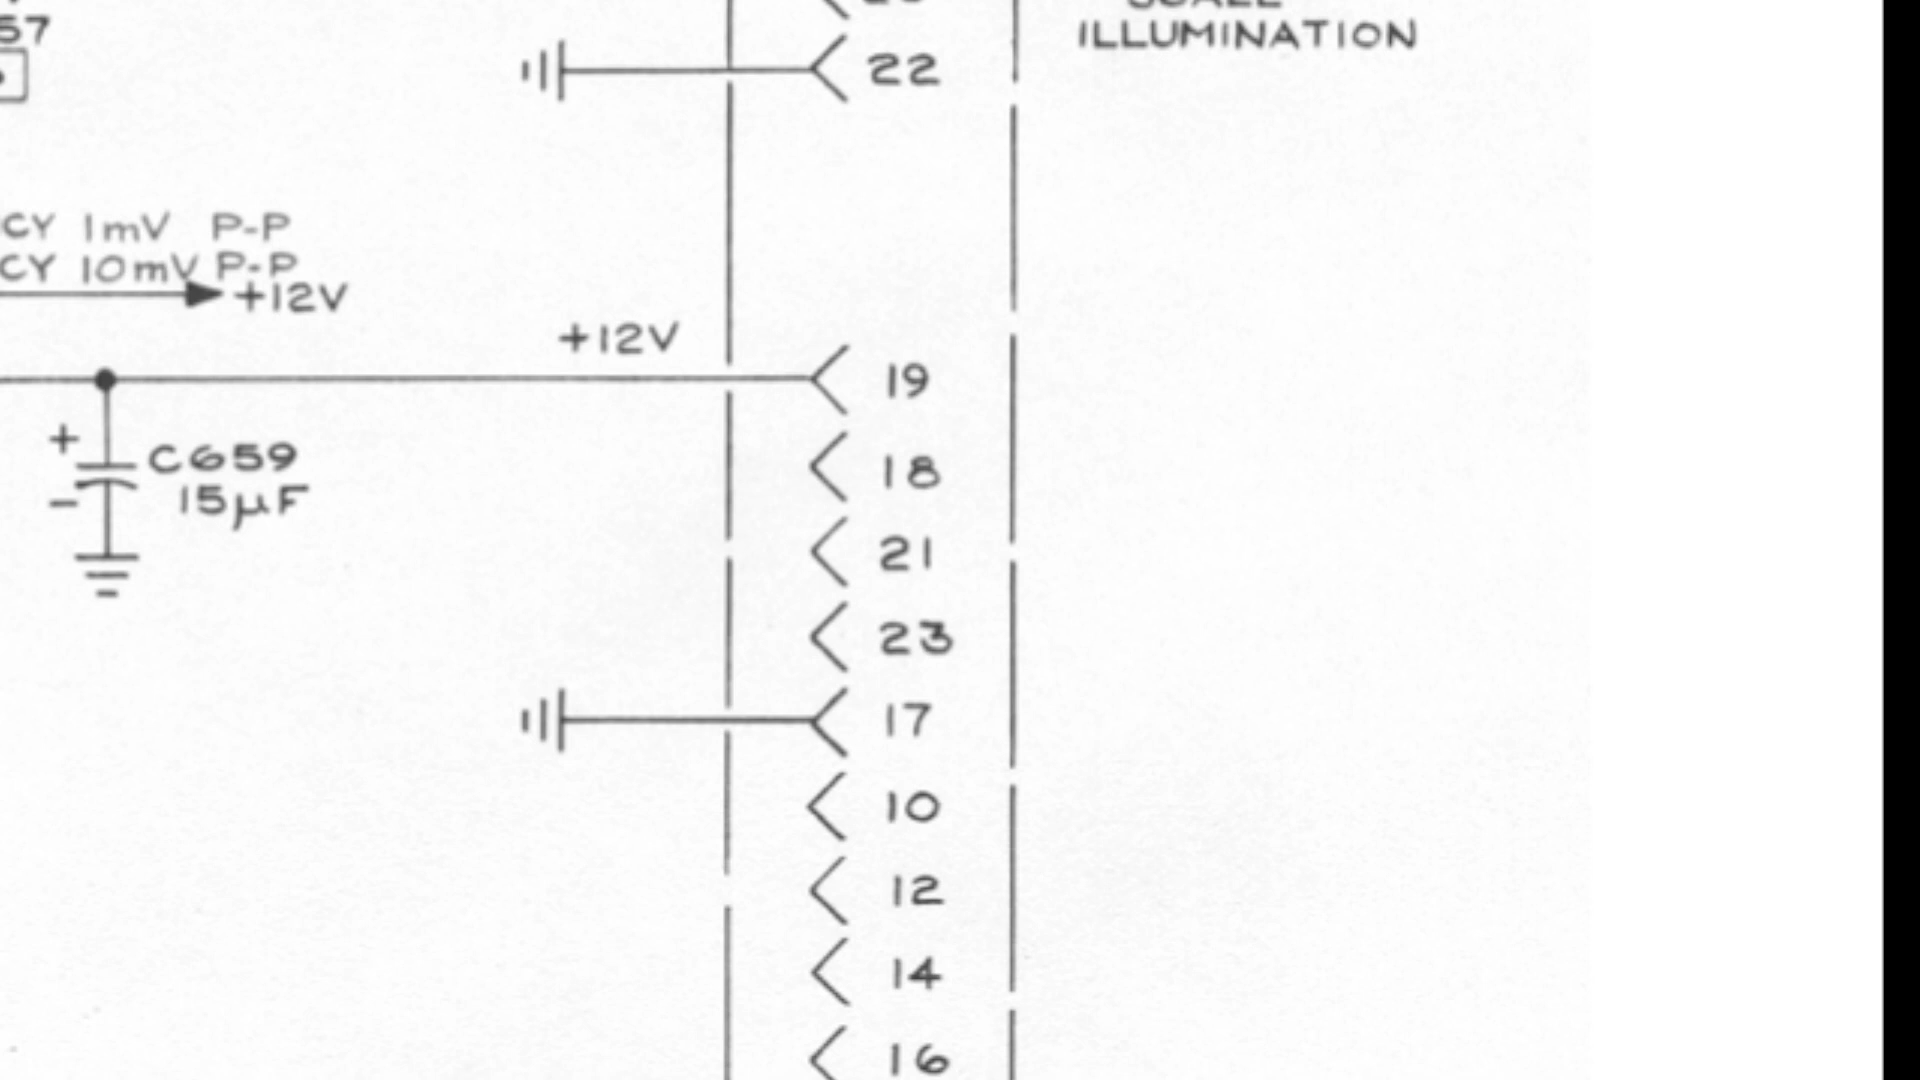 57
ILLUMINATION
22
CY 1mV P-P
CY 10mV P-P
+12V
+12V
19
+
C659
18
-
15µF
21
23
17
10
12
14
16